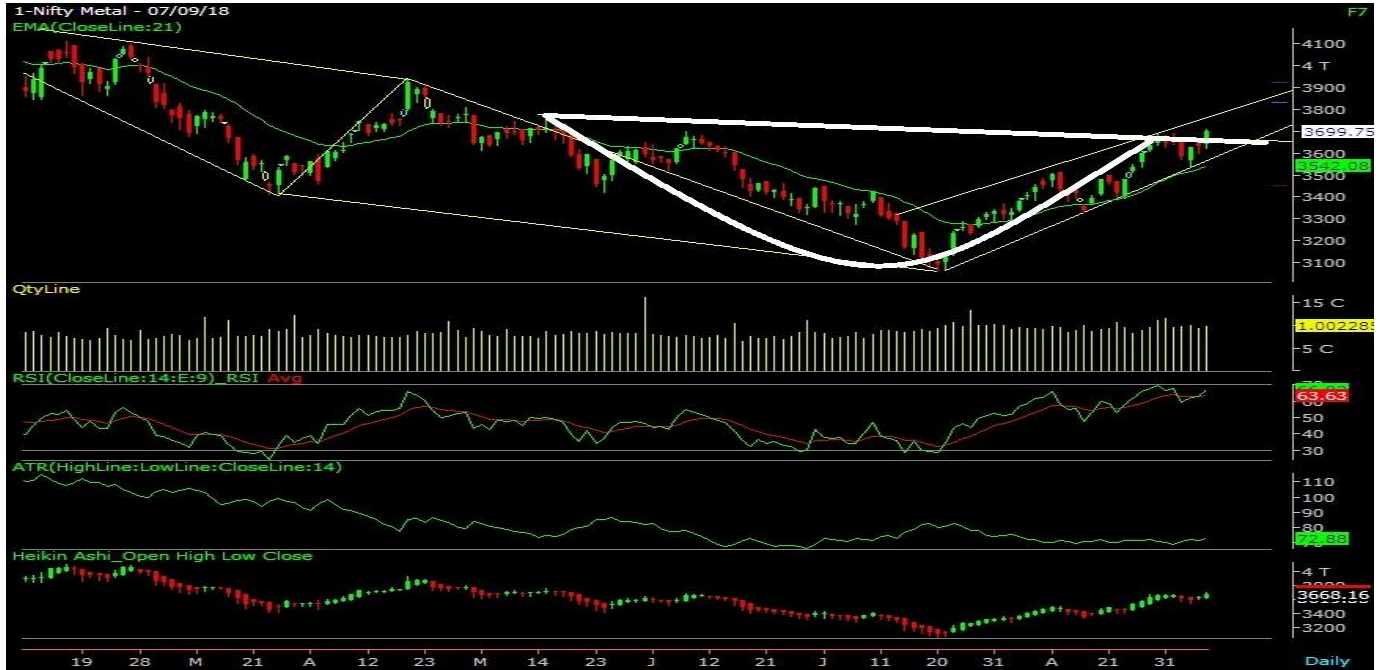 1-Nifty Metal - 07/09/18
F7
EMA(CloseLine:21)
4100
4 T
3900
3800
3699.75
3600
3542.08
3500
3400
3300
3200
3100
QtyLine
15 C
1.002285
5 C
RSI(CloseLine:14:E:9)_RSI Avg
70
63.63
50
40
30
ATR(HighLine:LowLine:CloseLine:14)
110
100
90
80
72.88
Heikin Ashi_Open High Low Close
4 T
3668.16
3400
3200
19 28 M 21 A 12 23 M 14 23 J 12 21 J 11 20 31 A 21 31
Daily